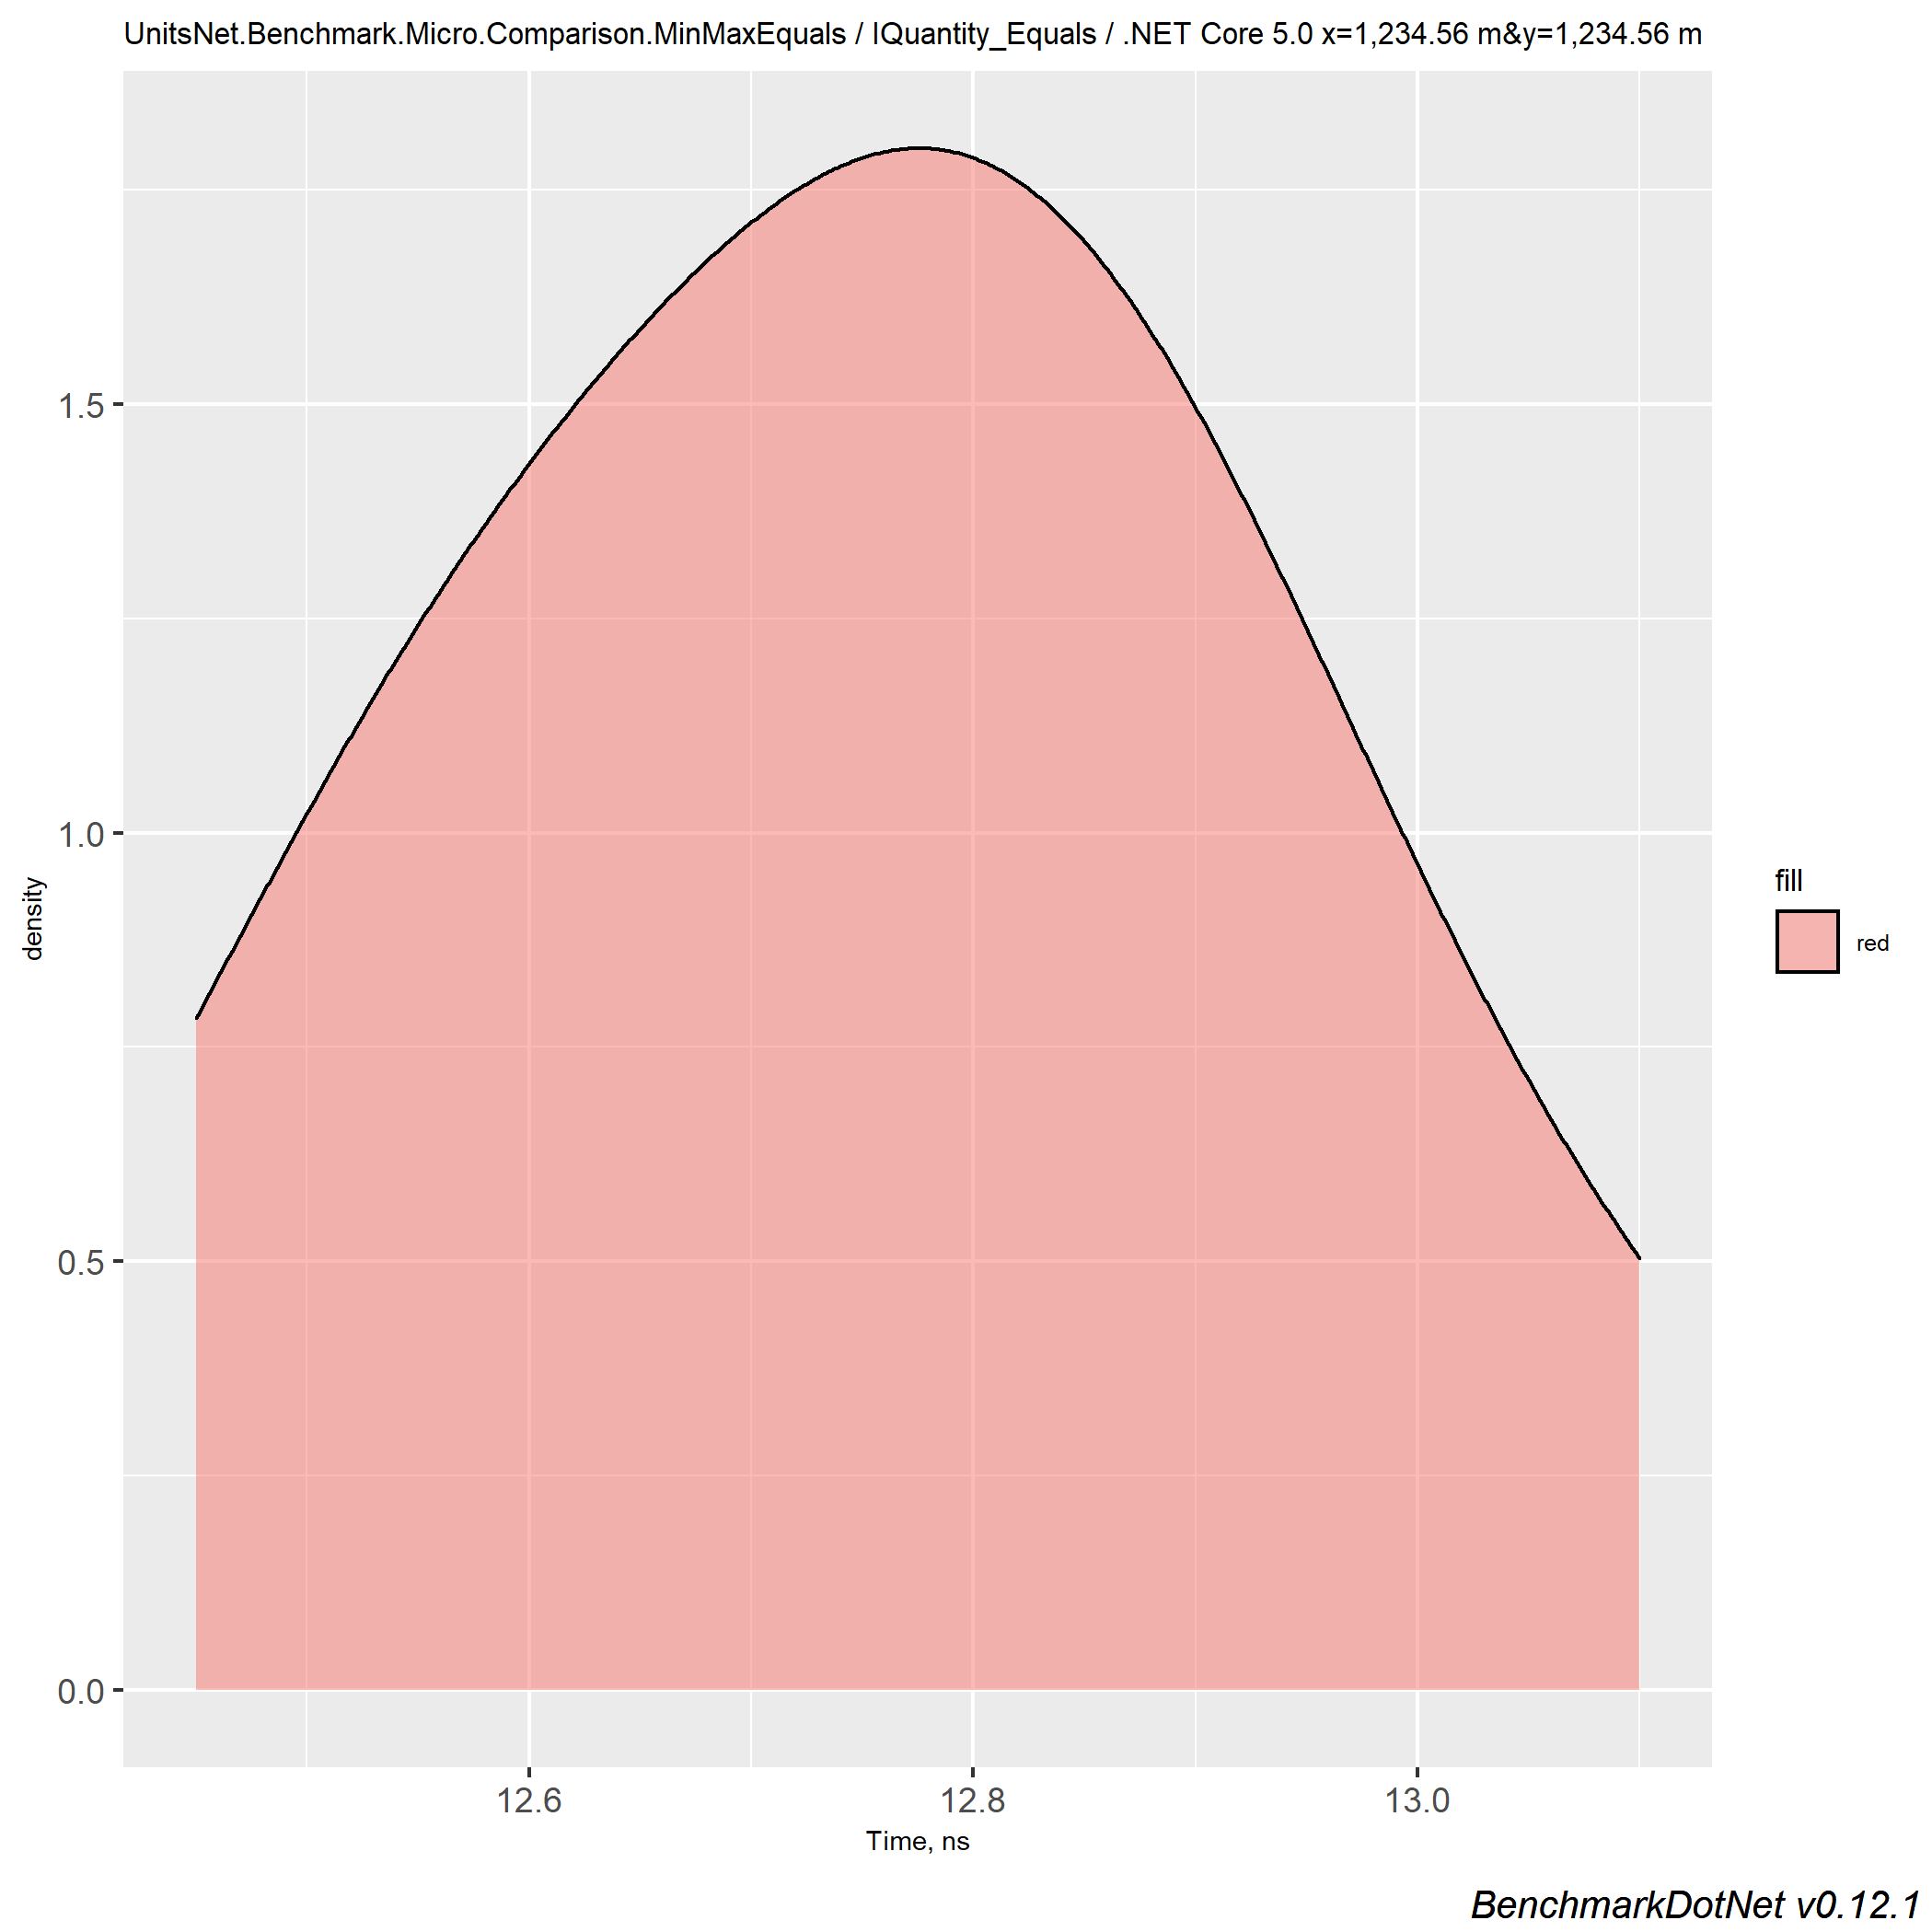 UnitsNet.Benchmark.Micro.Comparison.MinMaxEquals / IQuantity_Equals / .NET Core 5.0 x=1,234.56 m&y=1,234.56 m
1.5
1.0
0.5
0.0
density
fill
red
12.6
12.8
13.0
Time, ns
BenchmarkDotNet v0.12.1